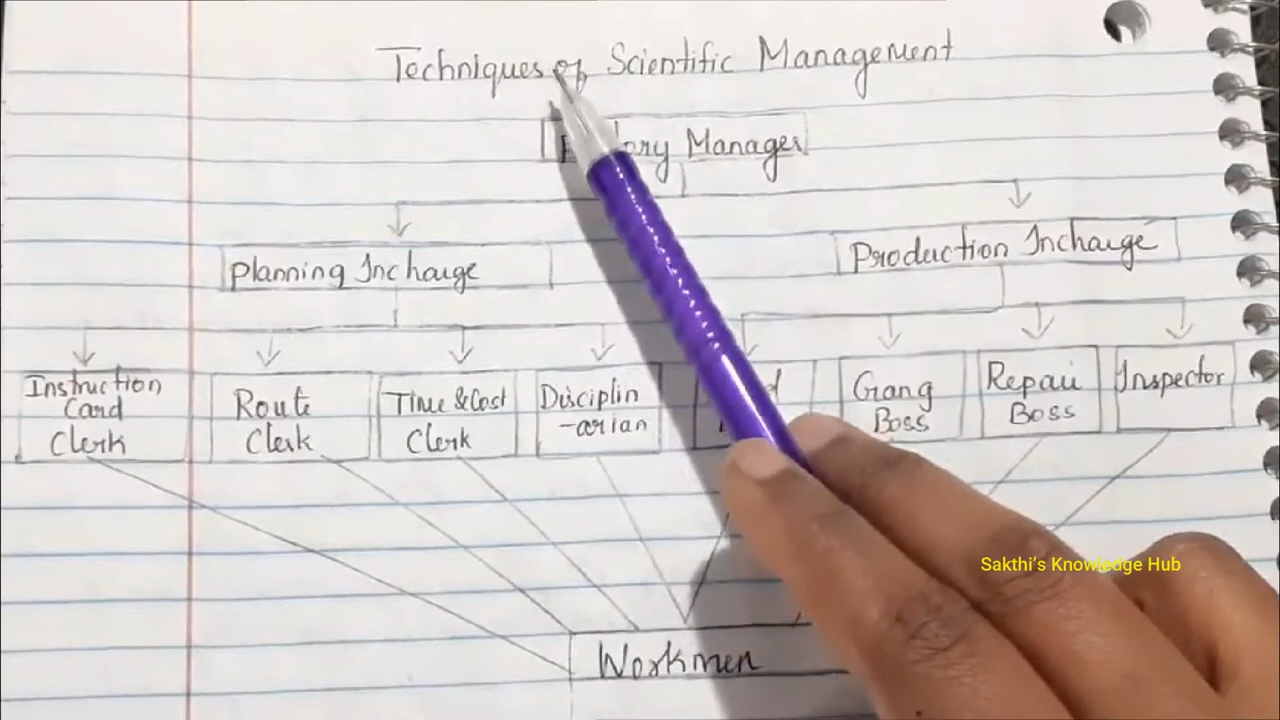 Techniques of Scientific Management
Manager
Planning Incharge
Production Incharge
Instruction
Card
Clerk
Route
Clerk
Time & Cost
Clerk
Disciplin
-arian
Gang
Boss
Repair
Boss
Inspector
Workmen
Sakthi's Knowledge Hub